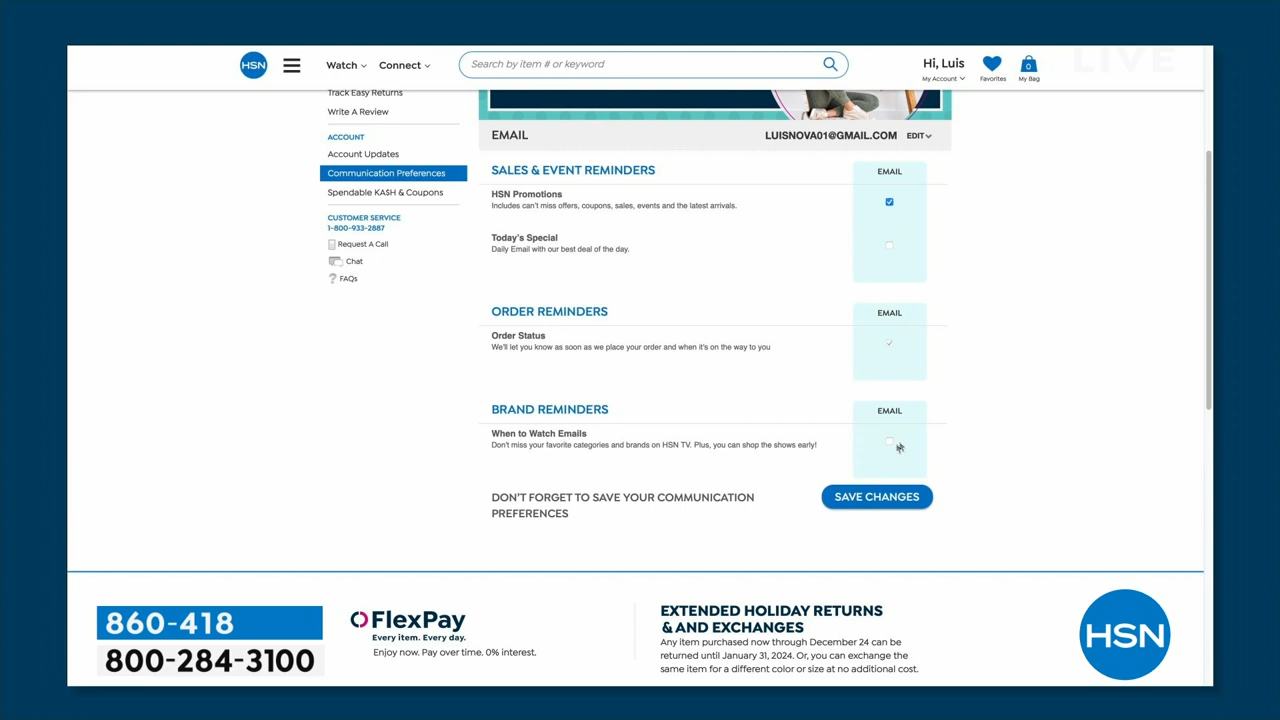 HSN
Watch
Connect
Search by item # or keyword
Hi, Luis
My Account
Favorites
0
My Bag
LIVE
Track Easy Returns
Write A Review
ACCOUNT
Account Updates
Communication Preferences
Spendable KA$H & Coupons
CUSTOMER SERVICE
1-800-933-2887
Request A Call
Chat
FAQs
EMAIL
LUISNOVA01@GMAIL.COM
EDIT
SALES & EVENT REMINDERS
EMAIL
HSN Promotions
Includes can't miss offers, coupons, sales, events and the latest arrivals.
Today's Special
Daily Email with our best deal of the day.
ORDER REMINDERS
EMAIL
Order Status
We'll let you know as soon as we place your order and when it's on the way to you
BRAND REMINDERS
EMAIL
When to Watch Emails
Don't miss your favorite categories and brands on HSN TV. Plus, you can shop the shows early!
DON'T FORGET TO SAVE YOUR COMMUNICATION
PREFERENCES
SAVE CHANGES
860-418
800-284-3100
FlexPay
Every item. Every day.
Enjoy now. Pay over time. 0% interest.
EXTENDED HOLIDAY RETURNS
& AND EXCHANGES
Any item purchased now through December 24 can be
returned until January 31, 2024. Or, you can exchange the
same item for a different color or size at no additional cost.
HSN